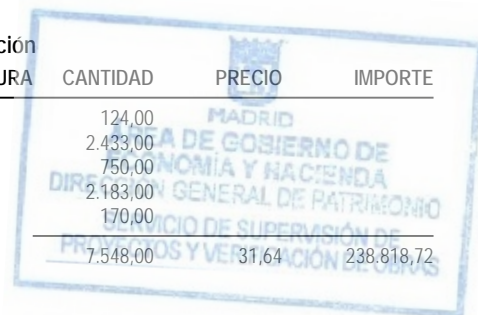 ción
URA CANTIDAD PRECIO IMPORTE
124,00
2.433,00
750,00
2.183,00
170,00
7.548,00 31,64 238.818,72
MADRID
ÁREA DE GOBIERNO DE
ECONOMÍA Y HACIENDA
DIRECCIÓN GENERAL DE PATRIMONIO
SERVICIO DE SUPERVISIÓN DE
PROYECTOS Y VERIFICACIÓN DE OBRAS